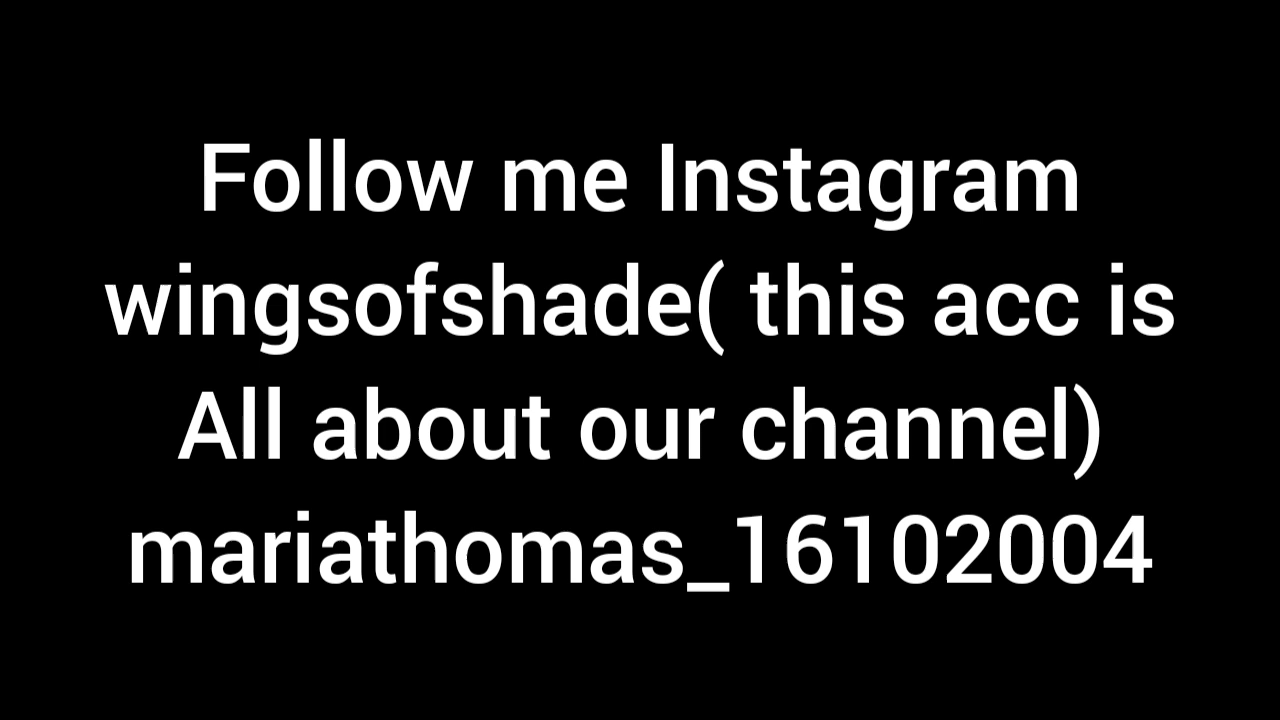 Follow me Instagram
wingsofshade( this acc is
All about our channel)
mariathomas_16102004